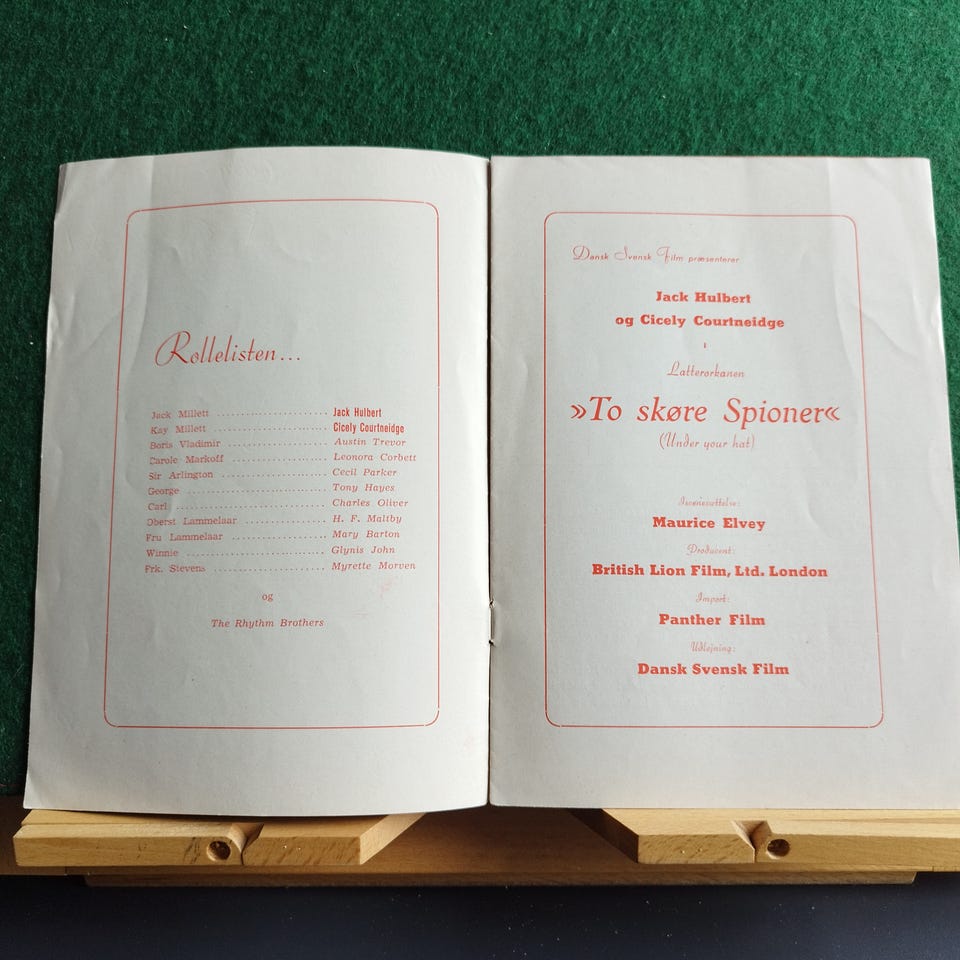 Rollelisten...
Jack Millett ........................ Jack Hulbert
Kay Millett ........................ Cicely Courtneidge
Boris Vladimir ..................... Austin Trevor
Carole Markoff .................... Leonora Corbett
Sir Arlington ....................... Cecil Parker
George ............................. Tony Hayes
Carl ................................ Charles Oliver
Oberst Lammelaar ................. H. F. Maltby
Fru Lammelaar .................... Mary Barton
Winnie ............................. Glynis John
Frk. Stevens ....................... Myrette Morven
og
The Rhythm Brothers
Dansk Svensk Film præsenterer
Jack Hulbert
og Cicely Courtneidge
i
Latterorkanen
»To skøre Spioner«
(Under your hat)
Iscenesættelse:
Maurice Elvey
Producent:
British Lion Film, Ltd. London
Import:
Panther Film
Udlejning:
Dansk Svensk Film